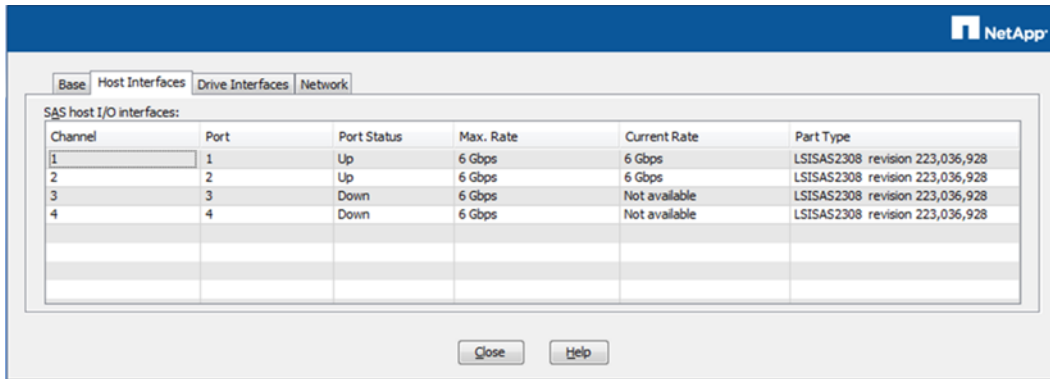 NetApp
Base Host Interfaces Drive Interfaces Network
SAS host I/O interfaces:
Channel Port Port Status Max. Rate Current Rate Part Type
1 1 Up 6 Gbps 6 Gbps LSISAS2308 revision 223,036,928
2 2 Up 6 Gbps 6 Gbps LSISAS2308 revision 223,036,928
3 3 Down 6 Gbps Not available LSISAS2308 revision 223,036,928
4 4 Down 6 Gbps Not available LSISAS2308 revision 223,036,928
Close Help